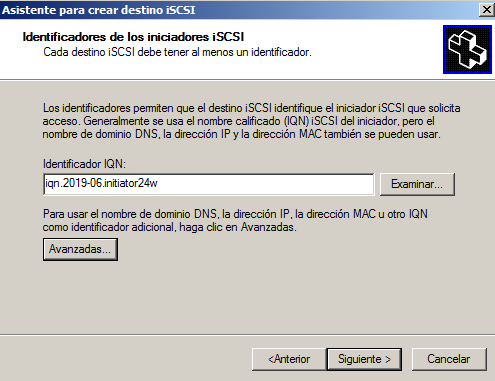 Asistente para crear destino iSCSI
Identificadores de los iniciadores iSCSI
Cada destino iSCSI debe tener al menos un identificador.
Los identificadores permiten que el destino iSCSI identifique el iniciador iSCSI que solicita
acceso. Generalmente se usa el nombre calificado (IQN) iSCSI del iniciador, pero el
nombre de dominio DNS, la dirección IP y la dirección MAC también se pueden usar.
Identificador IQN:
iqn.2019-06.initiator24w
Examinar...
Para usar el nombre de dominio DNS, la dirección IP, la dirección MAC u otro IQN
como identificador adicional, haga clic en Avanzadas.
Avanzadas...
<Anterior
Siguiente >
Cancelar